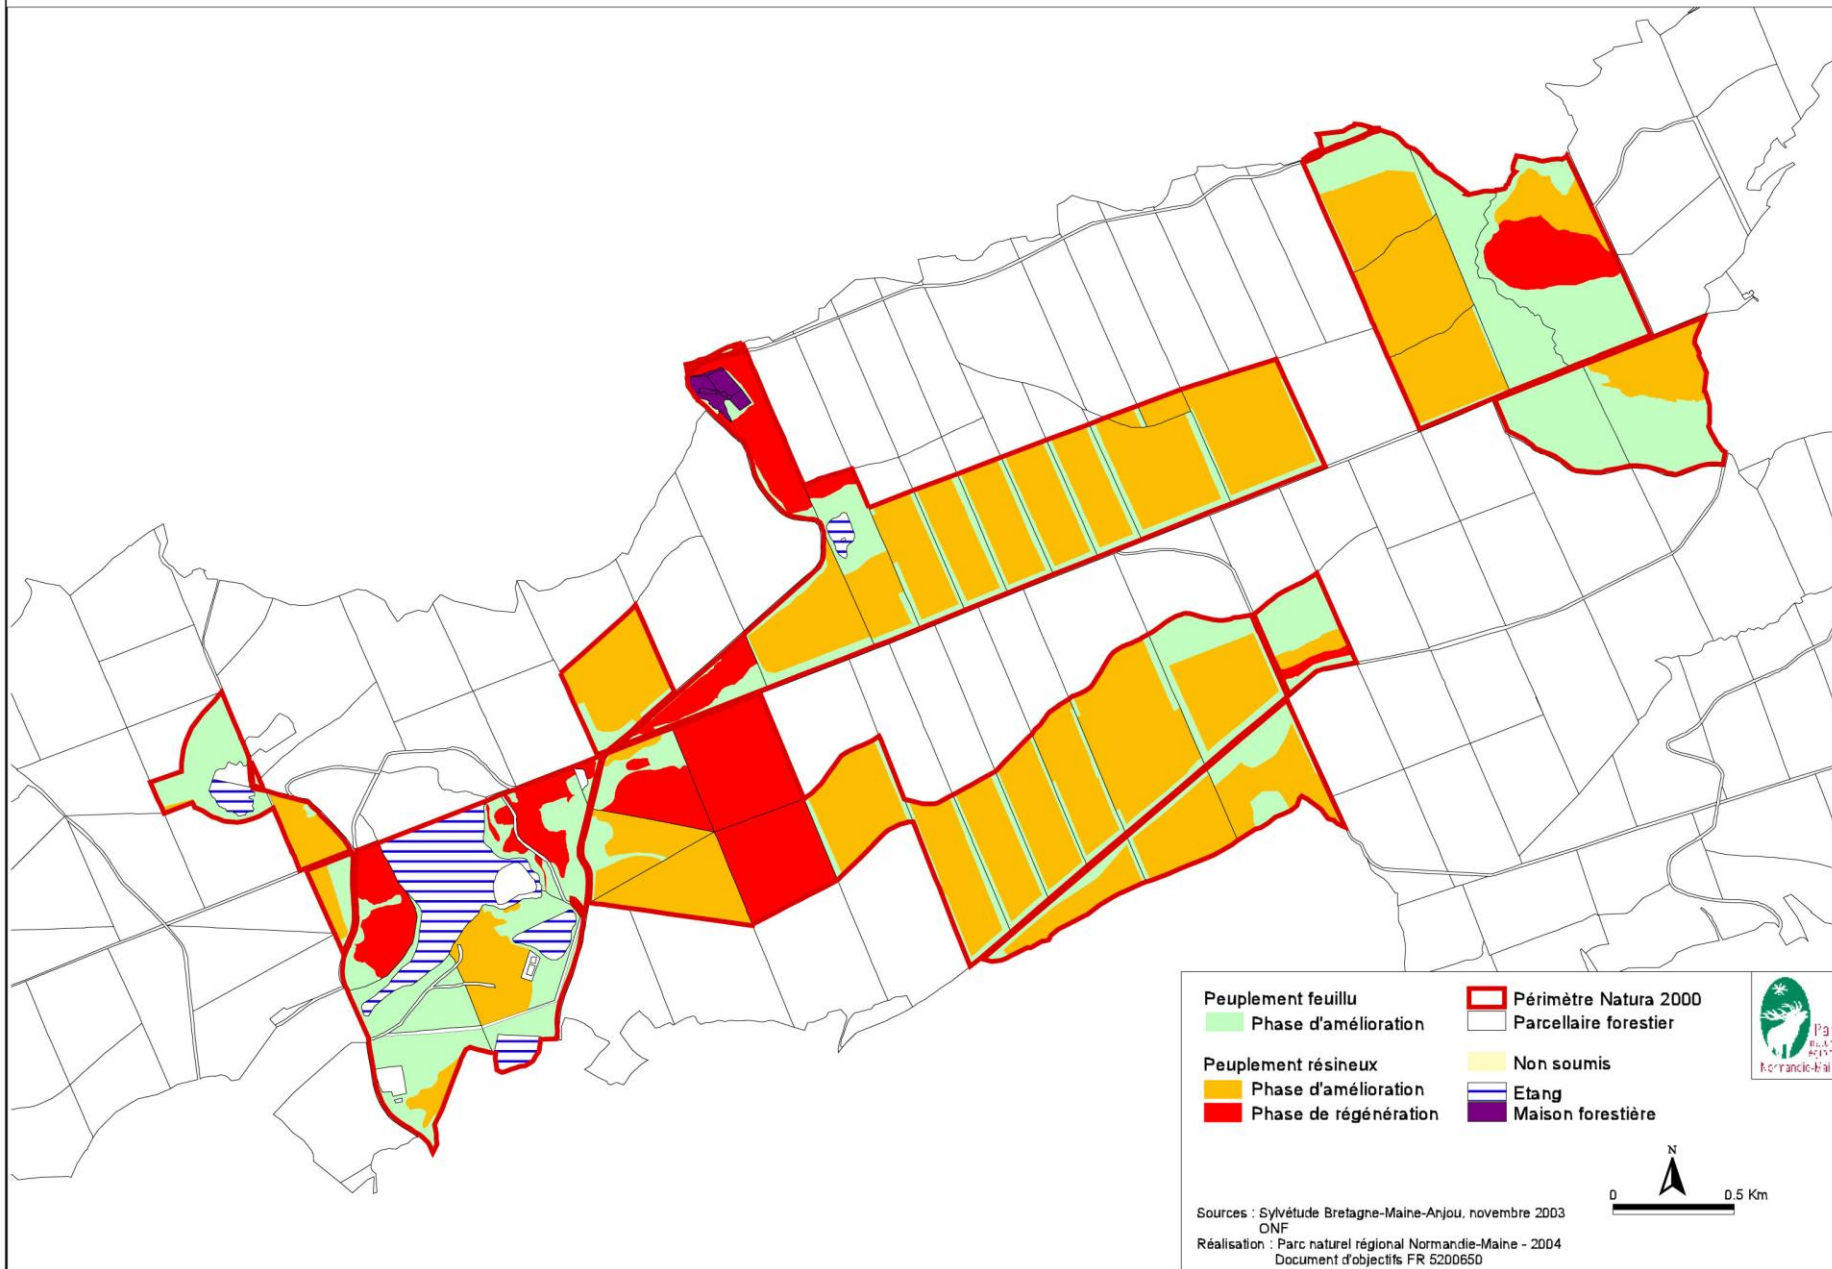 Peuplement feuillu
Phase d'amélioration
Peuplement résineux
Phase d'amélioration
Phase de régénération
Périmètre Natura 2000
Parcellaire forestier
Non soumis
Etang
Maison forestière
N
0 0.5 Km
Sources : Sylvétude Bretagne-Maine-Anjou, novembre 2003
ONF
Réalisation : Parc naturel régional Normandie-Maine - 2004
Document d'objectifs FR 5200650